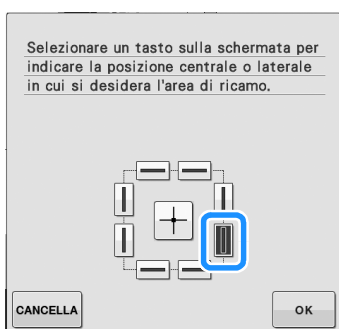 Selezionare un tasto sulla schermata per
indicare la posizione centrale o laterale
in cui si desidera l'area di ricamo.
CANCELLA
OK